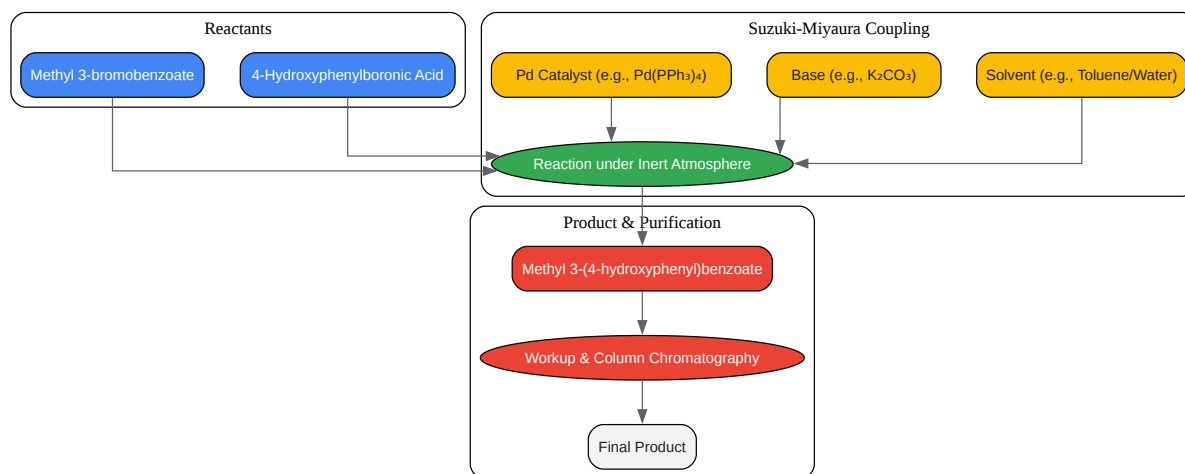 Reactants
Suzuki-Miyaura Coupling
Methyl 3-bromobenzoate
4-Hydroxyphenylboronic Acid
Pd Catalyst (e.g., Pd(PPh₃)₄)
Base (e.g., K₂CO₃)
Solvent (e.g., Toluene/Water)
Reaction under Inert Atmosphere
Product & Purification
Methyl 3-(4-hydroxyphenyl)benzoate
Workup & Column Chromatography
Final Product